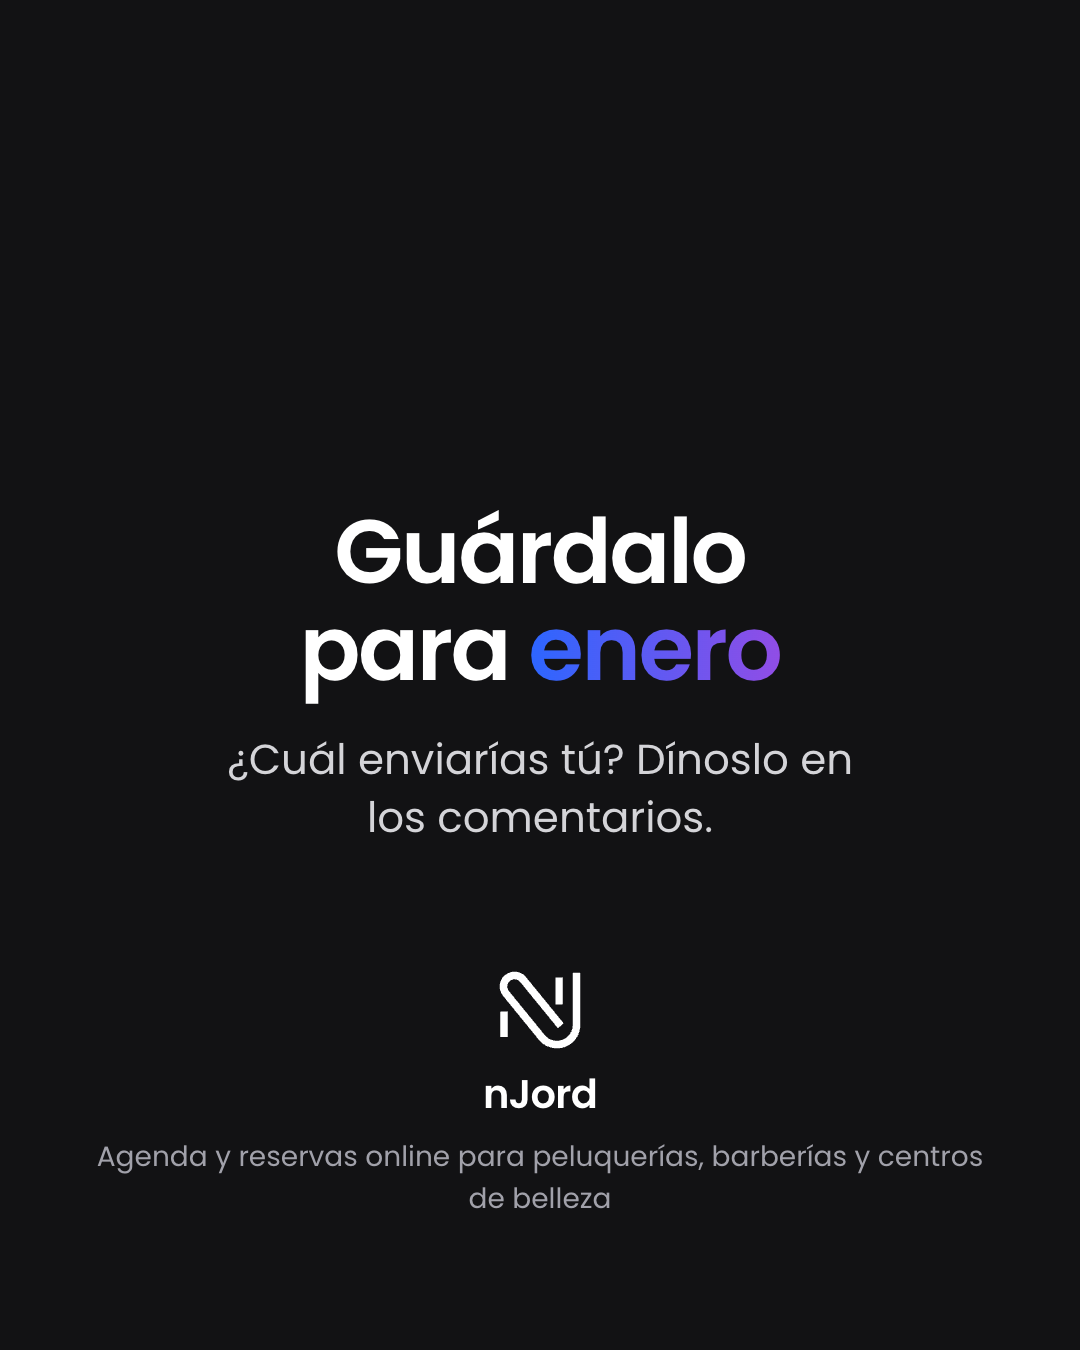 Guárdalo
para enero
¿Cuál enviarías tú? Dínoslo en
los comentarios.
nJord
Agenda y reservas online para peluquerías, barberías y centros
de belleza